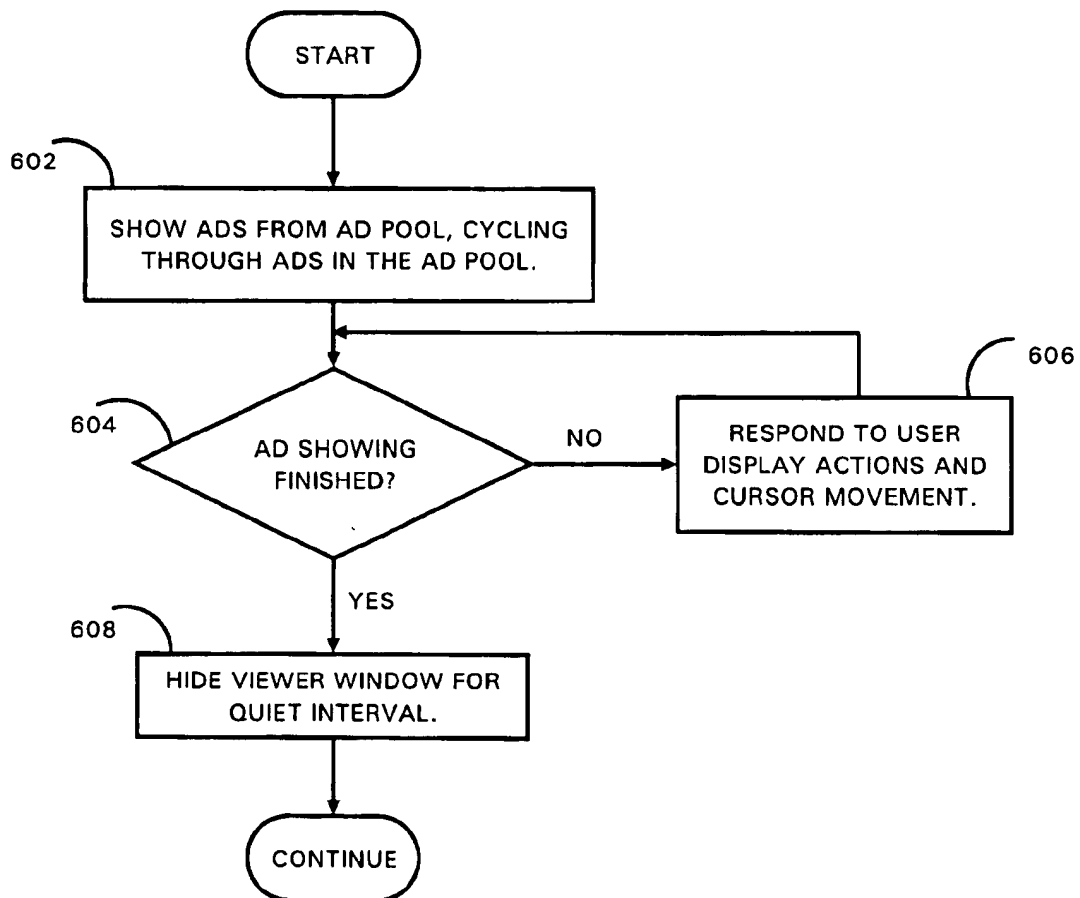 START
602
SHOW ADS FROM AD POOL, CYCLING
THROUGH ADS IN THE AD POOL.
606
604
AD SHOWING
FINISHED?
NO
RESPOND TO USER
DISPLAY ACTIONS AND
CURSOR MOVEMENT.
YES
608
HIDE VIEWER WINDOW FOR
QUIET INTERVAL.
CONTINUE